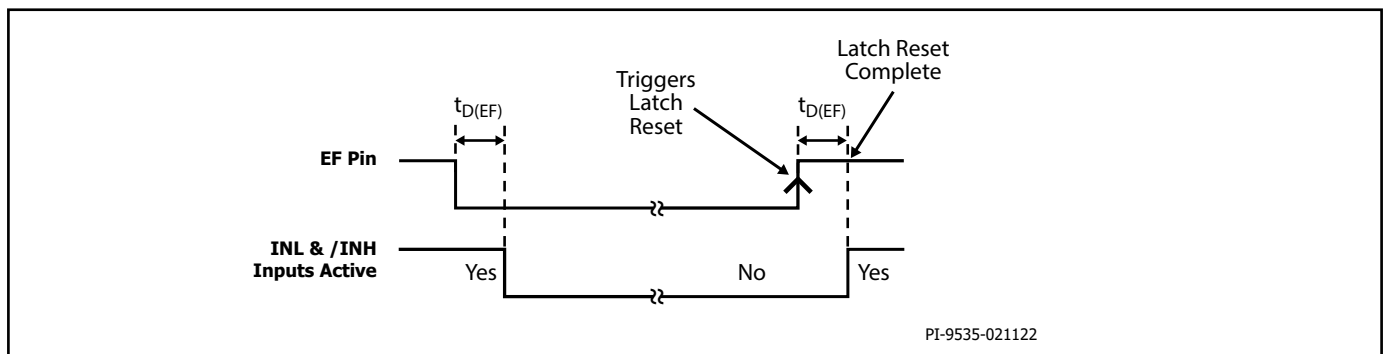 Latch Reset
Complete
Triggers
Latch
Reset
tD(EF)
tD(EF)
EF Pin
INL & /INH
Inputs Active
Yes
No
Yes
PI-9535-021122